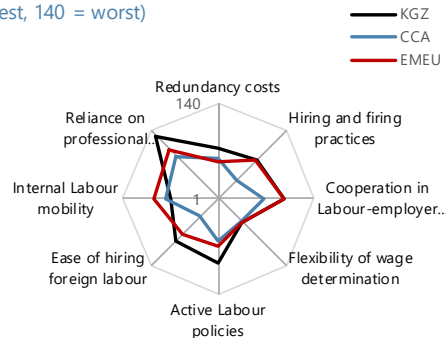 est, 140 = worst)
KGZ
CCA
EMEU
Redundancy costs
140
Reliance on
professional..
Hiring and firing
practices
Internal Labour
mobility
1
Cooperation in
Labour-employer...
Ease of hiring
foreign labour
Flexibility of wage
determination
Active Labour
policies